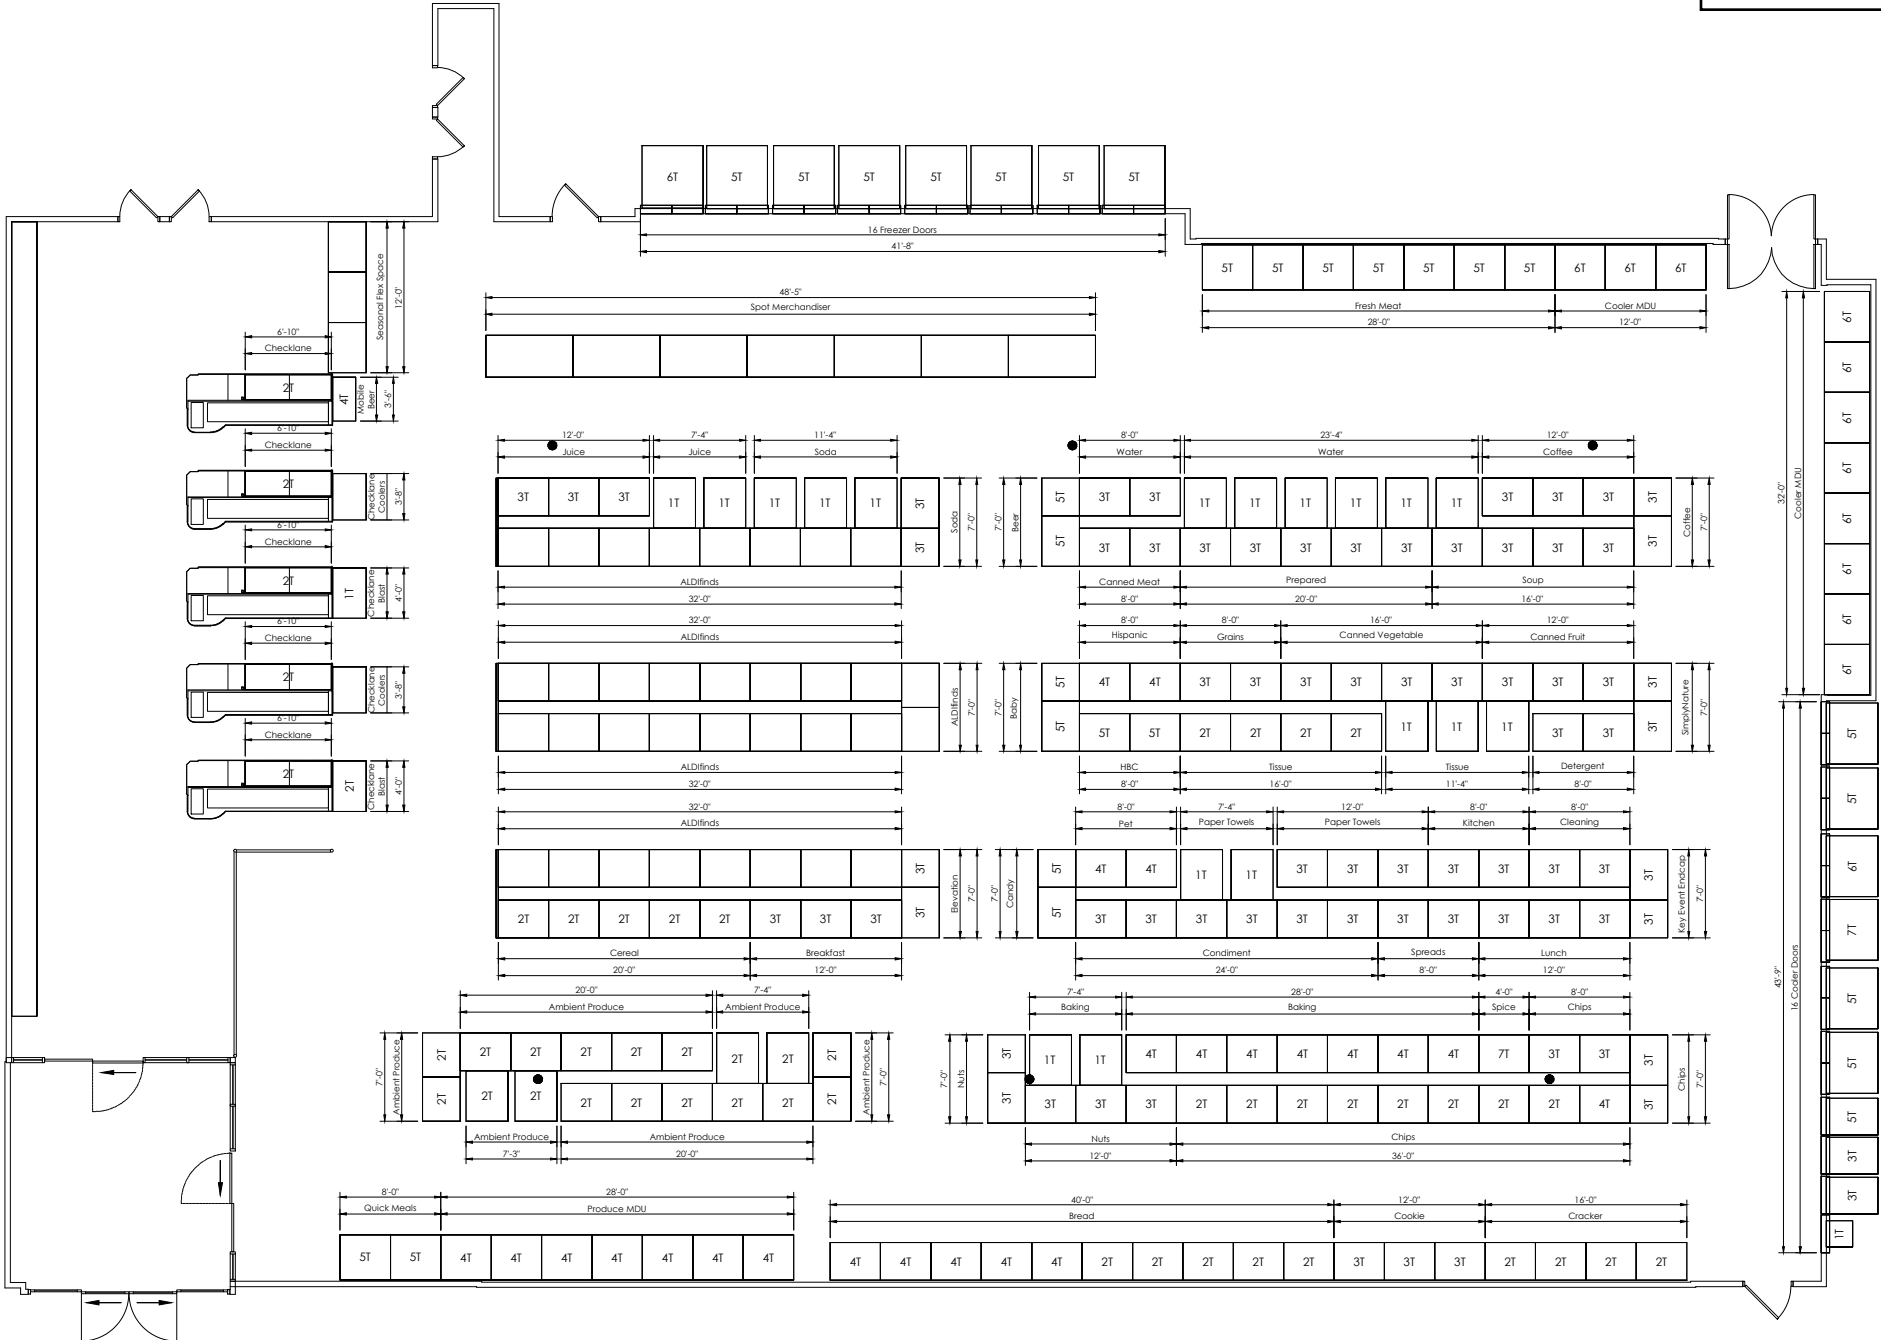 6T 5T 5T 5T 5T 5T 5T 5T
16 Freezer Doors
41'-8"
5T 5T 5T 5T 5T 5T 5T 6T 6T 6T
Fresh Meat Cooler MDU
28'-0" 12'-0"
48'-5"
Spot Merchandiser
Seasonal Flex Space
12'-0"
6'-10"
Checklane
2T
4T
Mobile
Beer
3'-6"
6'-10"
Checklane
2T
Checklane
Coolers
3'-8"
6'-10"
Checklane
2T
1T
Checklane
Blast
4'-0"
6'-10"
Checklane
2T
Checklane
Coolers
3'-8"
6'-10"
Checklane
2T
2T
Checklane
Blast
4'-0"
12'-0" 7'-4" 11'-4"
Juice Juice Soda
3T 3T 3T 1T 1T 1T 1T 1T 3T
3T
Soda
7'-0"
ALDIfinds
32'-0"
8'-0" 23'-4" 12'-0"
Water Water Coffee
7'-0"
Beer
5T 3T 3T 1T 1T 1T 1T 1T 1T 3T 3T 3T 3T
5T 3T 3T 3T 3T 3T 3T 3T 3T 3T 3T 3T 3T
Coffee
7'-0"
Canned Meat Prepared Soup
8'-0" 20'-0" 16'-0"
32'-0"
ALDIfinds
ALDIfinds
7'-0"
ALDIfinds
32'-0"
8'-0" 8'-0" 16'-0" 12'-0"
Hispanic Grains Canned Vegetable Canned Fruit
7'-0"
Baby
5T 4T 4T 3T 3T 3T 3T 3T 3T 3T 3T 3T 3T
5T 5T 5T 2T 2T 2T 2T 1T 1T 1T 3T 3T 3T
SimplyNature
7'-0"
HBC Tissue Tissue Detergent
8'-0" 16'-0" 11'-4" 8'-0"
32'-0"
ALDIfinds
3T
2T 2T 2T 2T 2T 3T 3T 3T 3T
Elevation
7'-0"
Cereal Breakfast
20'-0" 12'-0"
8'-0" 7'-4" 12'-0" 8'-0" 8'-0"
Pet Paper Towels Paper Towels Kitchen Cleaning
7'-0"
Candy
5T 4T 4T 1T 1T 3T 3T 3T 3T 3T 3T 3T 3T
5T 3T 3T 3T 3T 3T 3T 3T 3T 3T 3T 3T 3T
Key Event Endcap
7'-0"
Condiment Spreads Lunch
24'-0" 8'-0" 12'-0"
20'-0" 7'-4"
Ambient Produce Ambient Produce
7'-0"
Ambient Produce
2T 2T 2T 2T 2T 2T 2T 2T 2T
2T 2T 2T 2T 2T 2T 2T 2T 2T
Ambient Produce
7'-0"
Ambient Produce Ambient Produce
7'-3" 20'-0"
7'-4" 28'-0" 4'-0" 8'-0"
Baking Baking Spice Chips
7'-0"
Nuts
3T 1T 1T 4T 4T 4T 4T 4T 4T 4T 7T 3T 3T 3T
3T 3T 3T 3T 2T 2T 2T 2T 2T 2T 2T 2T 4T 3T
Chips
7'-0"
Nuts Chips
12'-0" 36'-0"
8'-0" 28'-0"
Quick Meals Produce MDU
5T 5T 4T 4T 4T 4T 4T 4T 4T
40'-0" 12'-0" 16'-0"
Bread Cookie Cracker
4T 4T 4T 4T 4T 2T 2T 2T 2T 2T 3T 3T 3T 2T 2T 2T 2T
32'-0"
Cooler MDU
6T
6T
6T
6T
6T
6T
6T
6T
43'-9"
16 Cooler Doors
5T
5T
6T
7T
5T
5T
5T
3T
3T
1T